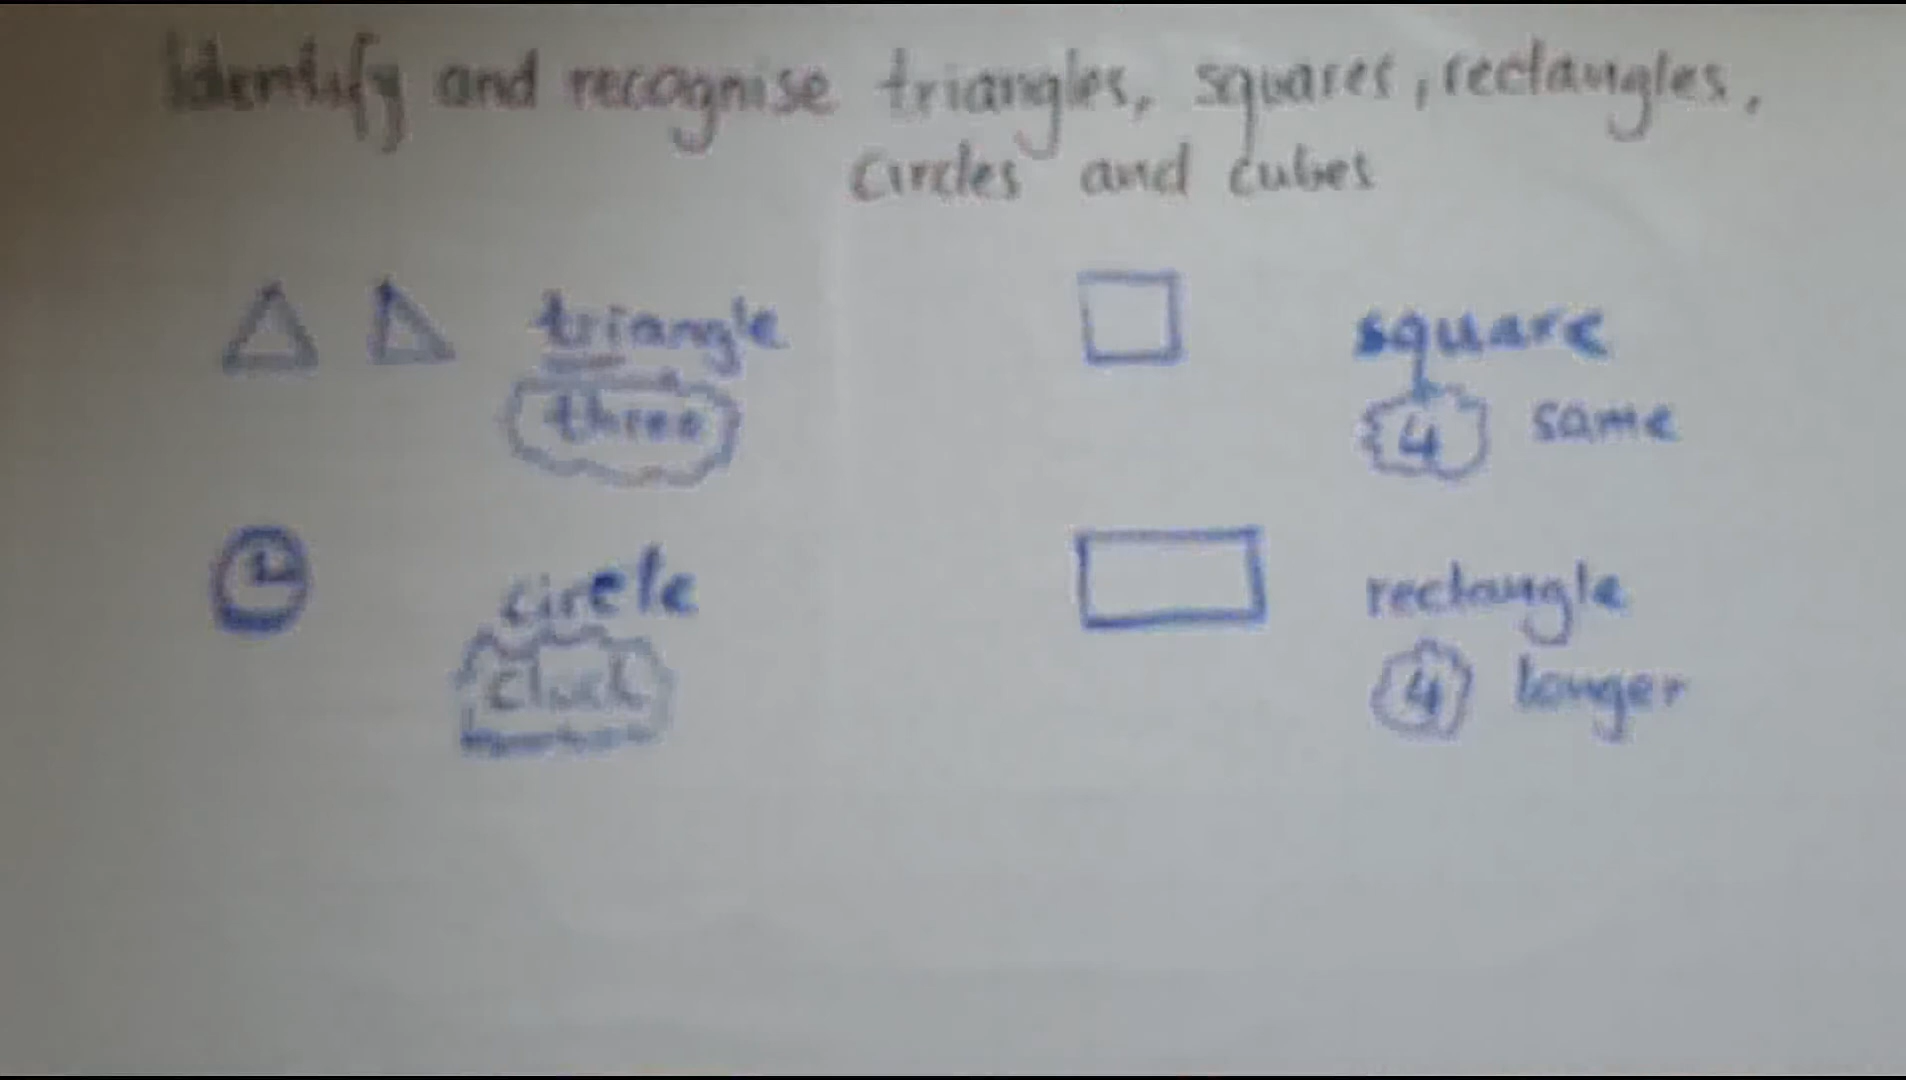 Identify and recognise triangles, squares, rectangles,
circles and cubes
triangle
three
square
4 same
circle
Clock
rectangle
4 longer